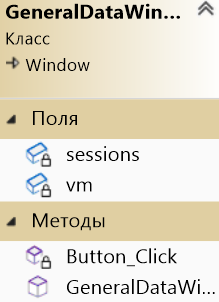 GeneralDataWin...
Класс
Window
Поля
sessions
vm
Методы
Button_Click
GeneralDataWi...